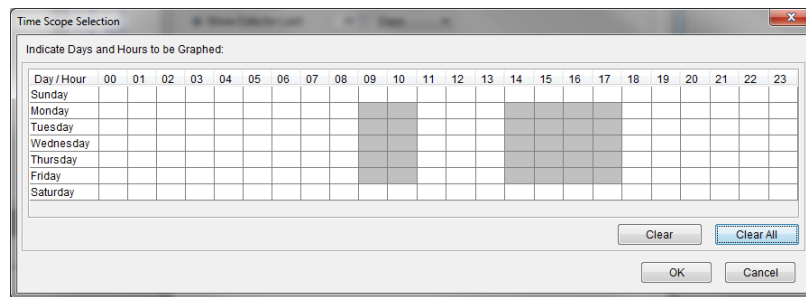 Time Scope Selection
Indicate Days and Hours to be Graphed:
Day / Hour 00 01 02 03 04 05 06 07 08 09 10 11 12 13 14 15 16 17 18 19 20 21 22 23
Sunday
Monday
Tuesday
Wednesday
Thursday
Friday
Saturday
Clear Clear All
OK Cancel